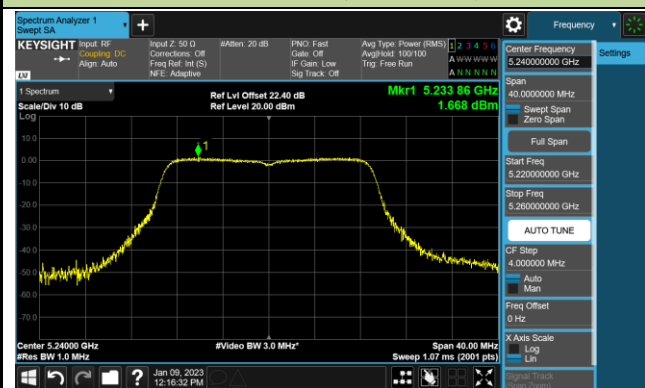 Spectrum Analyzer 1
Swept SA
Frequency
KEYSIGHT
Input: RF
Coupling: DC
Align: Auto
Input Z: 50 Ω
Corrections: Off
Freq Ref: Int (S)
NFE: Adaptive
#Atten: 20 dB
PNO: Fast
Gate: Off
IF Gain: Low
Sig Track: Off
Avg Type: Power (RMS)
Avg|Hold: 100/100
Trig: Free Run
1 2 3 4 5 6
A W W W W W
A N N N N N
LXI
1 Spectrum
Scale/Div 10 dB
Log
Ref Lvl Offset 22.40 dB
Ref Level 20.00 dBm
Mkr1 5.233 86 GHz
1.668 dBm
1
10.0
0.00
-10.0
-20.0
-30.0
-40.0
-50.0
-60.0
-70.0
Center 5.24000 GHz
#Res BW 1.0 MHz
#Video BW 3.0 MHz*
Span 40.00 MHz
Sweep 1.07 ms (2001 pts)
Jan 09, 2023
12:16:32 PM
?
Center Frequency
5.240000000 GHz
Settings
Span
40.0000000 MHz
Swept Span
Zero Span
Full Span
Start Freq
5.220000000 GHz
Stop Freq
5.260000000 GHz
AUTO TUNE
CF Step
4.000000 MHz
Auto
Man
Freq Offset
0 Hz
X Axis Scale
Log
Lin
Signal Track
(Span Zoom)